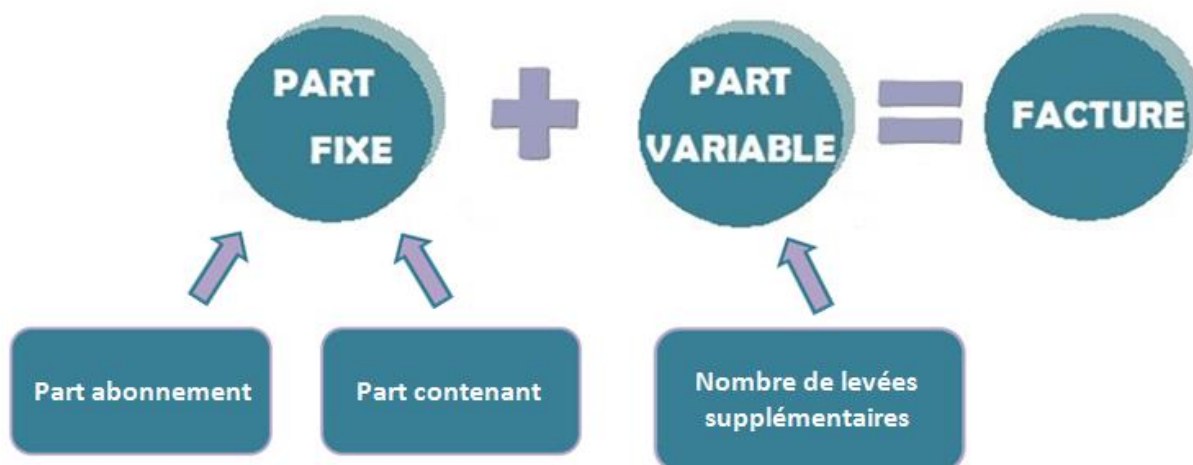 PART
FIXE
PART
VARIABLE
FACTURE
Part abonnement
Part contenant
Nombre de levées
supplémentaires